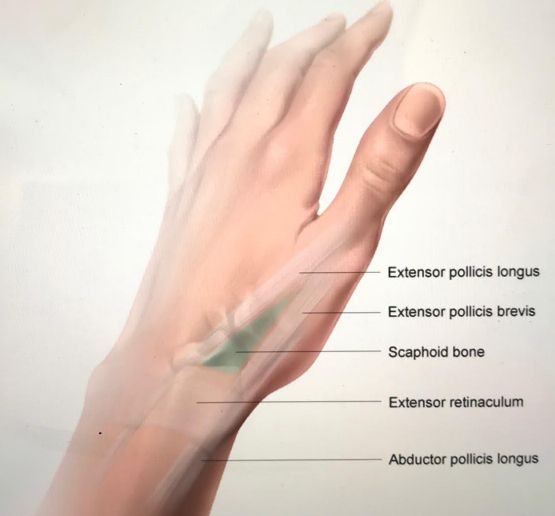 Extensor pollicis longus
Extensor pollicis brevis
Scaphoid bone
Extensor retinaculum
Abductor pollicis longus